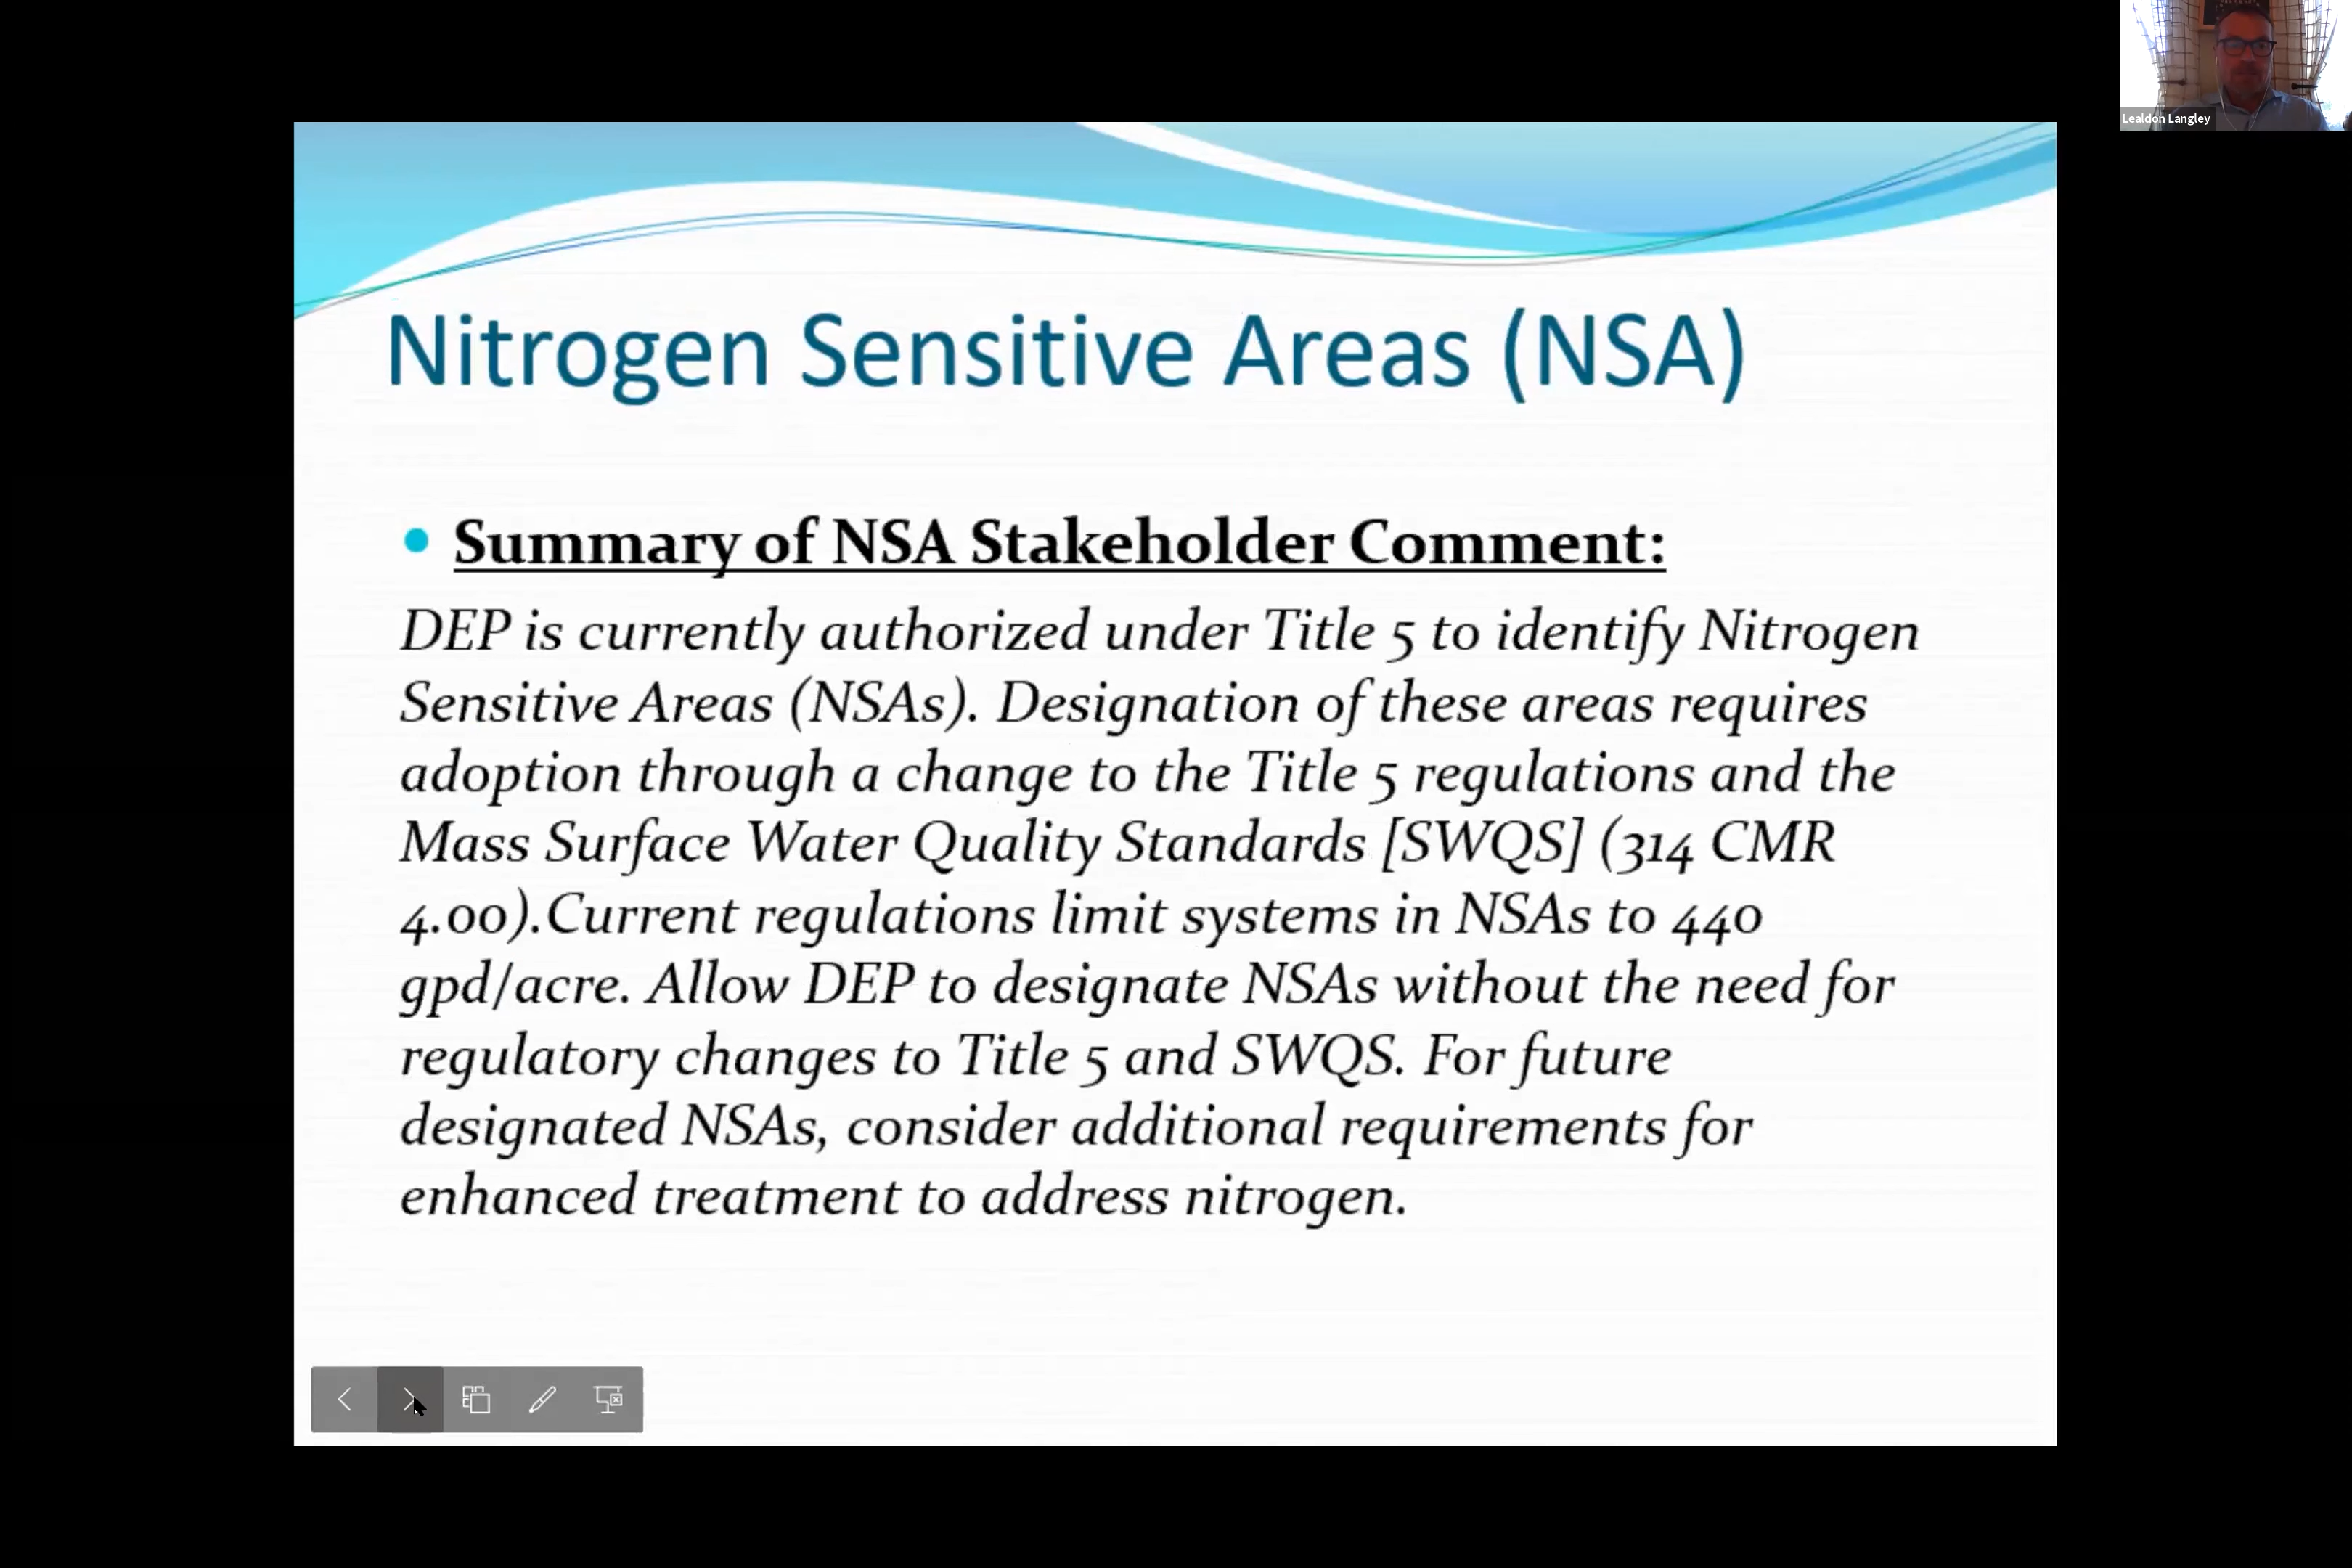 Lealdon Langley
Nitrogen Sensitive Areas (NSA)
Summary of NSA Stakeholder Comment:
DEP is currently authorized under Title 5 to identify Nitrogen
Sensitive Areas (NSAs). Designation of these areas requires
adoption through a change to the Title 5 regulations and the
Mass Surface Water Quality Standards [SWQS] (314 CMR
4.00).Current regulations limit systems in NSAs to 440
gpd/acre. Allow DEP to designate NSAs without the need for
regulatory changes to Title 5 and SWQS. For future
designated NSAs, consider additional requirements for
enhanced treatment to address nitrogen.